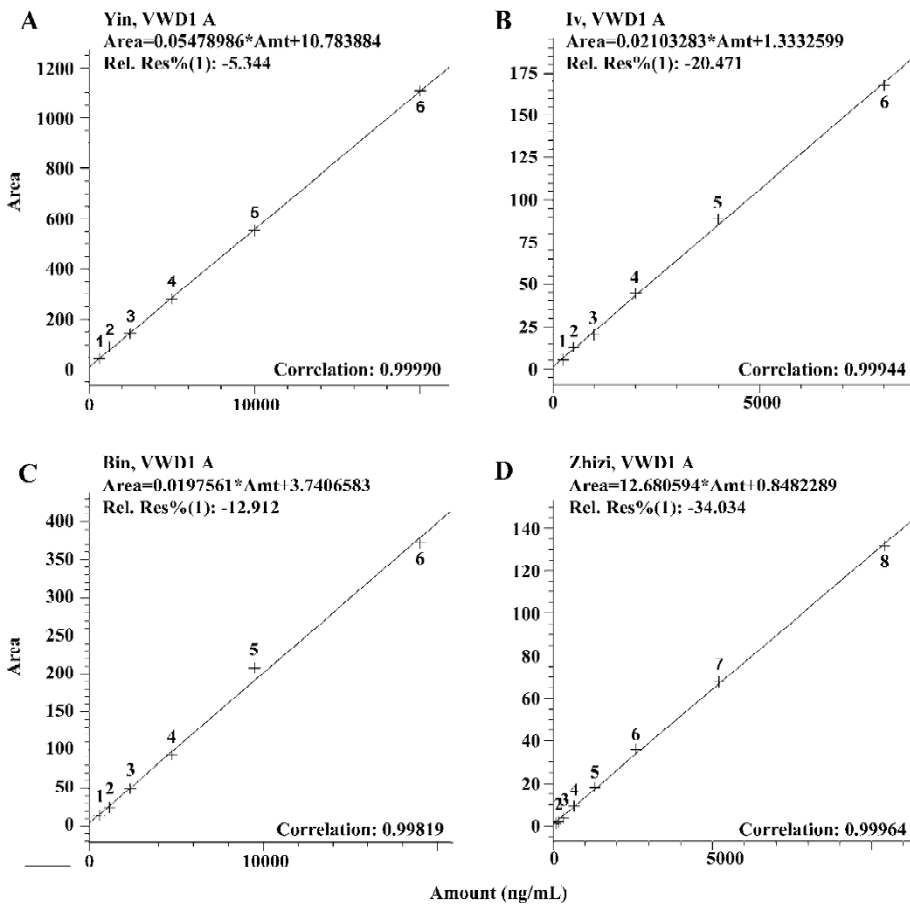 A
Yin, VWD1 A
Area=0.05478986*Amt+10.783884
Rel. Res%(1): -5.344
1200
1000
800
600
400
200
0
Area
1
2
3
4
5
6
Correlation: 0.99990
0
10000
B
Iv, VWD1 A
Area=0.02103283*Amt+1.3332599
Rel. Res%(1): -20.471
175
150
125
100
75
50
25
0
1
2
3
4
5
6
Correlation: 0.99944
0
5000
C
Bin, VWD1 A
Area=0.0197561*Amt+3.7406583
Rel. Res%(1): -12.912
400
350
300
250
200
150
100
50
0
Area
1
2
3
4
5
6
Correlation: 0.99819
0
10000
D
Zhizi, VWD1 A
Area=12.680594*Amt+0.8482289
Rel. Res%(1): -34.034
140
120
100
80
60
40
20
0
2
3
4
5
6
7
8
Correlation: 0.99964
0
5000
Amount (ng/mL)